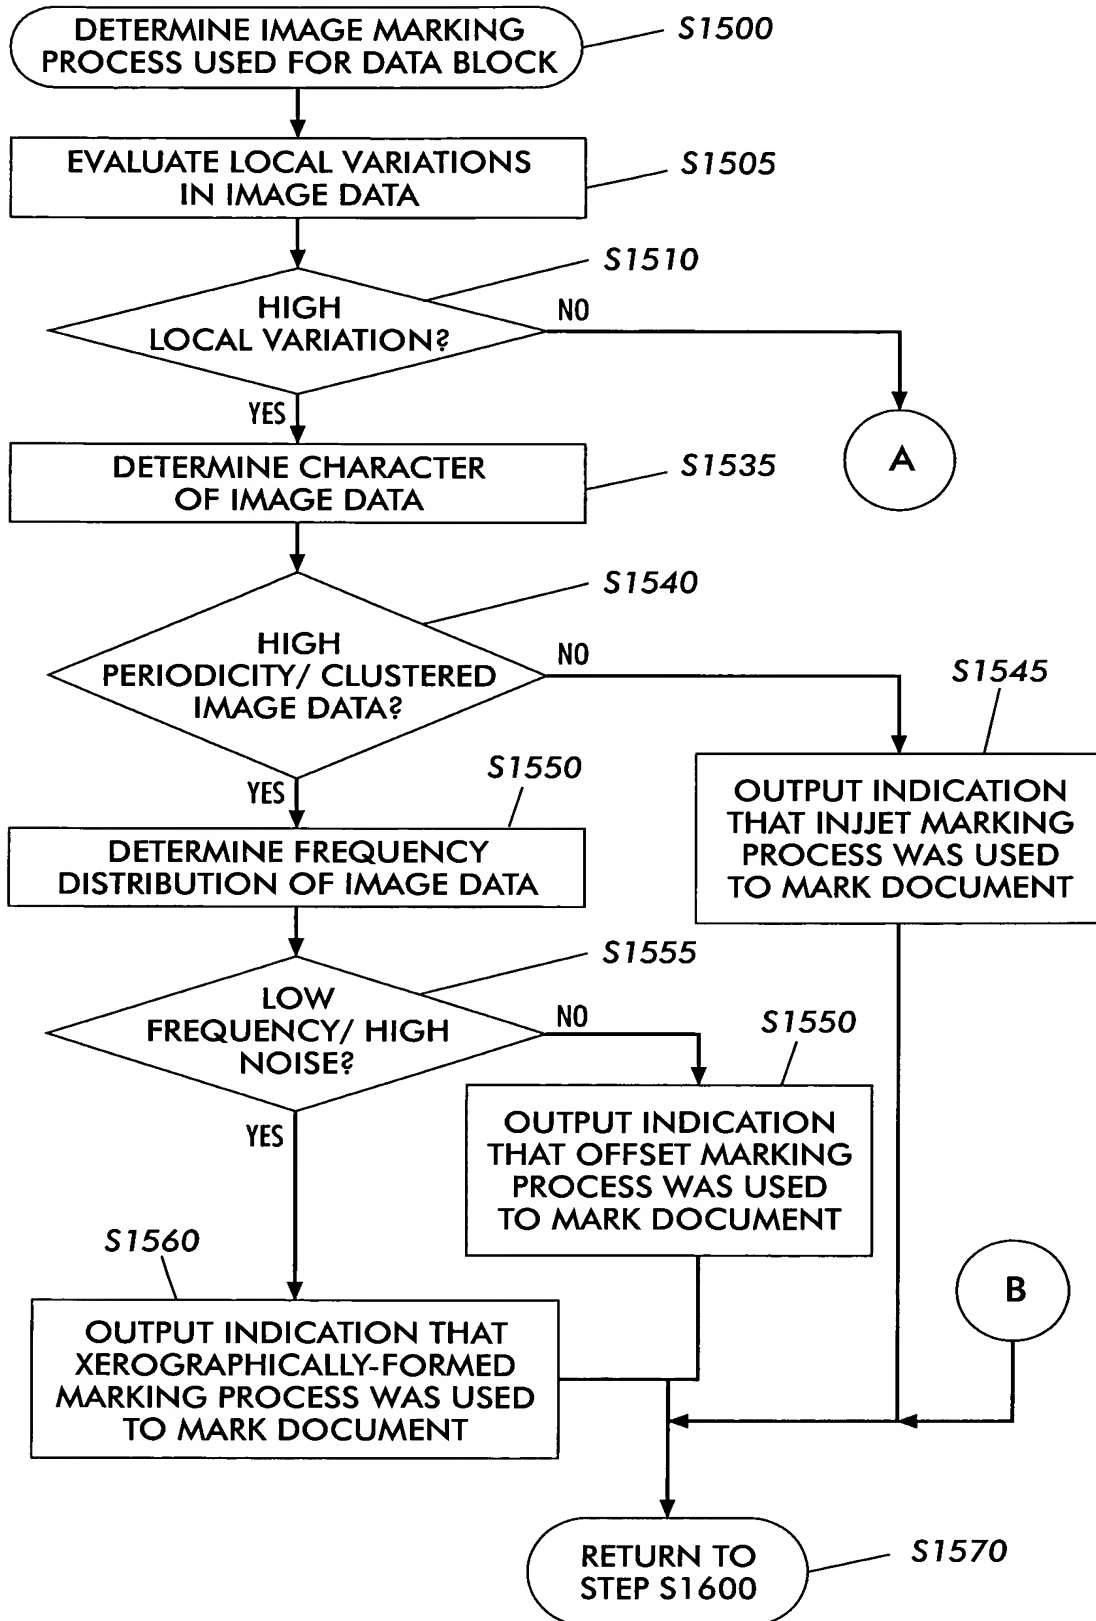 DETERMINE IMAGE MARKING
PROCESS USED FOR DATA BLOCK
S1500
EVALUATE LOCAL VARIATIONS
IN IMAGE DATA
S1505
S1510
HIGH
LOCAL VARIATION?
NO
YES
A
DETERMINE CHARACTER
OF IMAGE DATA
S1535
S1540
HIGH
PERIODICITY/ CLUSTERED
IMAGE DATA?
NO
YES
S1545
OUTPUT INDICATION
THAT INJJET MARKING
PROCESS WAS USED
TO MARK DOCUMENT
S1550
DETERMINE FREQUENCY
DISTRIBUTION OF IMAGE DATA
S1555
LOW
FREQUENCY/ HIGH
NOISE?
NO
YES
S1550
OUTPUT INDICATION
THAT OFFSET MARKING
PROCESS WAS USED
TO MARK DOCUMENT
S1560
OUTPUT INDICATION THAT
XEROGRAPHICALLY-FORMED
MARKING PROCESS WAS USED
TO MARK DOCUMENT
B
RETURN TO
STEP S1600
S1570